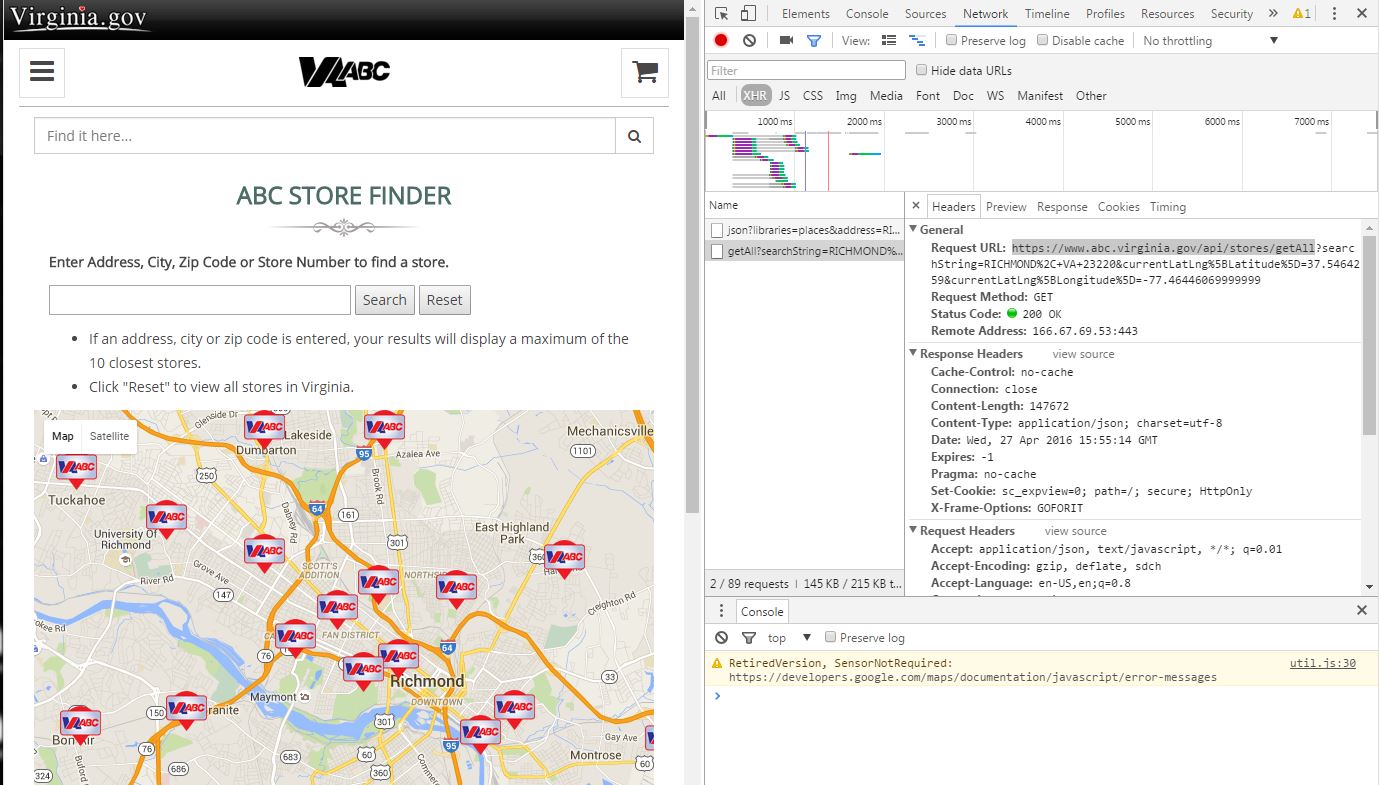 Virginia.gov
VA ABC
Find it here...
ABC STORE FINDER
Enter Address, City, Zip Code or Store Number to find a store.
Search Reset
If an address, city or zip code is entered, your results will display a maximum of the
10 closest stores.
Click "Reset" to view all stores in Virginia.
Map Satellite
Glenside Dr
Lakeside
Dumbarton
Azalea Ave
95
Mechanicsville
1101
250
Tuckahoe
Brook Rd
64
161
Dabney Rd
University Of
Richmond
301
East Highland
Park
360
River Rd
Grove Ave
SCOTT'S
ADDITION
NORTHSIDE
147
Creighton Rd
FAN DISTRICT
76
64
33
Richmond
Maymont
DOWNTOWN
150
301
Bon Air
76
95
Gay Ave
60
Montrose
683
686
324
360
Elements Console Sources Network Timeline Profiles Resources Security » 1
View: Preserve log Disable cache No throttling
Filter Hide data URLs
All XHR JS CSS Img Media Font Doc WS Manifest Other
1000 ms 2000 ms 3000 ms 4000 ms 5000 ms 6000 ms 7000 ms
Name
json?libraries=places&address=RI...
getAll?searchString=RICHMOND%...
2 / 89 requests | 145 KB / 215 KB t...
Headers Preview Response Cookies Timing
General
Request URL: https://www.abc.virginia.gov/api/stores/getAll?searc
hString=RICHMOND%2C+VA+23220&currentLatLng%5BLatitude%5D=37.54642
59&currentLatLng%5BLongitude%5D=-77.46446069999999
Request Method: GET
Status Code: 200 OK
Remote Address: 166.67.69.53:443
Response Headers view source
Cache-Control: no-cache
Connection: close
Content-Length: 147672
Content-Type: application/json; charset=utf-8
Date: Wed, 27 Apr 2016 15:55:14 GMT
Expires: -1
Pragma: no-cache
Set-Cookie: sc_expview=0; path=/; secure; HttpOnly
X-Frame-Options: GOFORIT
Request Headers view source
Accept: application/json, text/javascript, */*; q=0.01
Accept-Encoding: gzip, deflate, sdch
Accept-Language: en-US,en;q=0.8
Console
top Preserve log
RetiredVersion, SensorNotRequired: util.js:30
https://developers.google.com/maps/documentation/javascript/error-messages